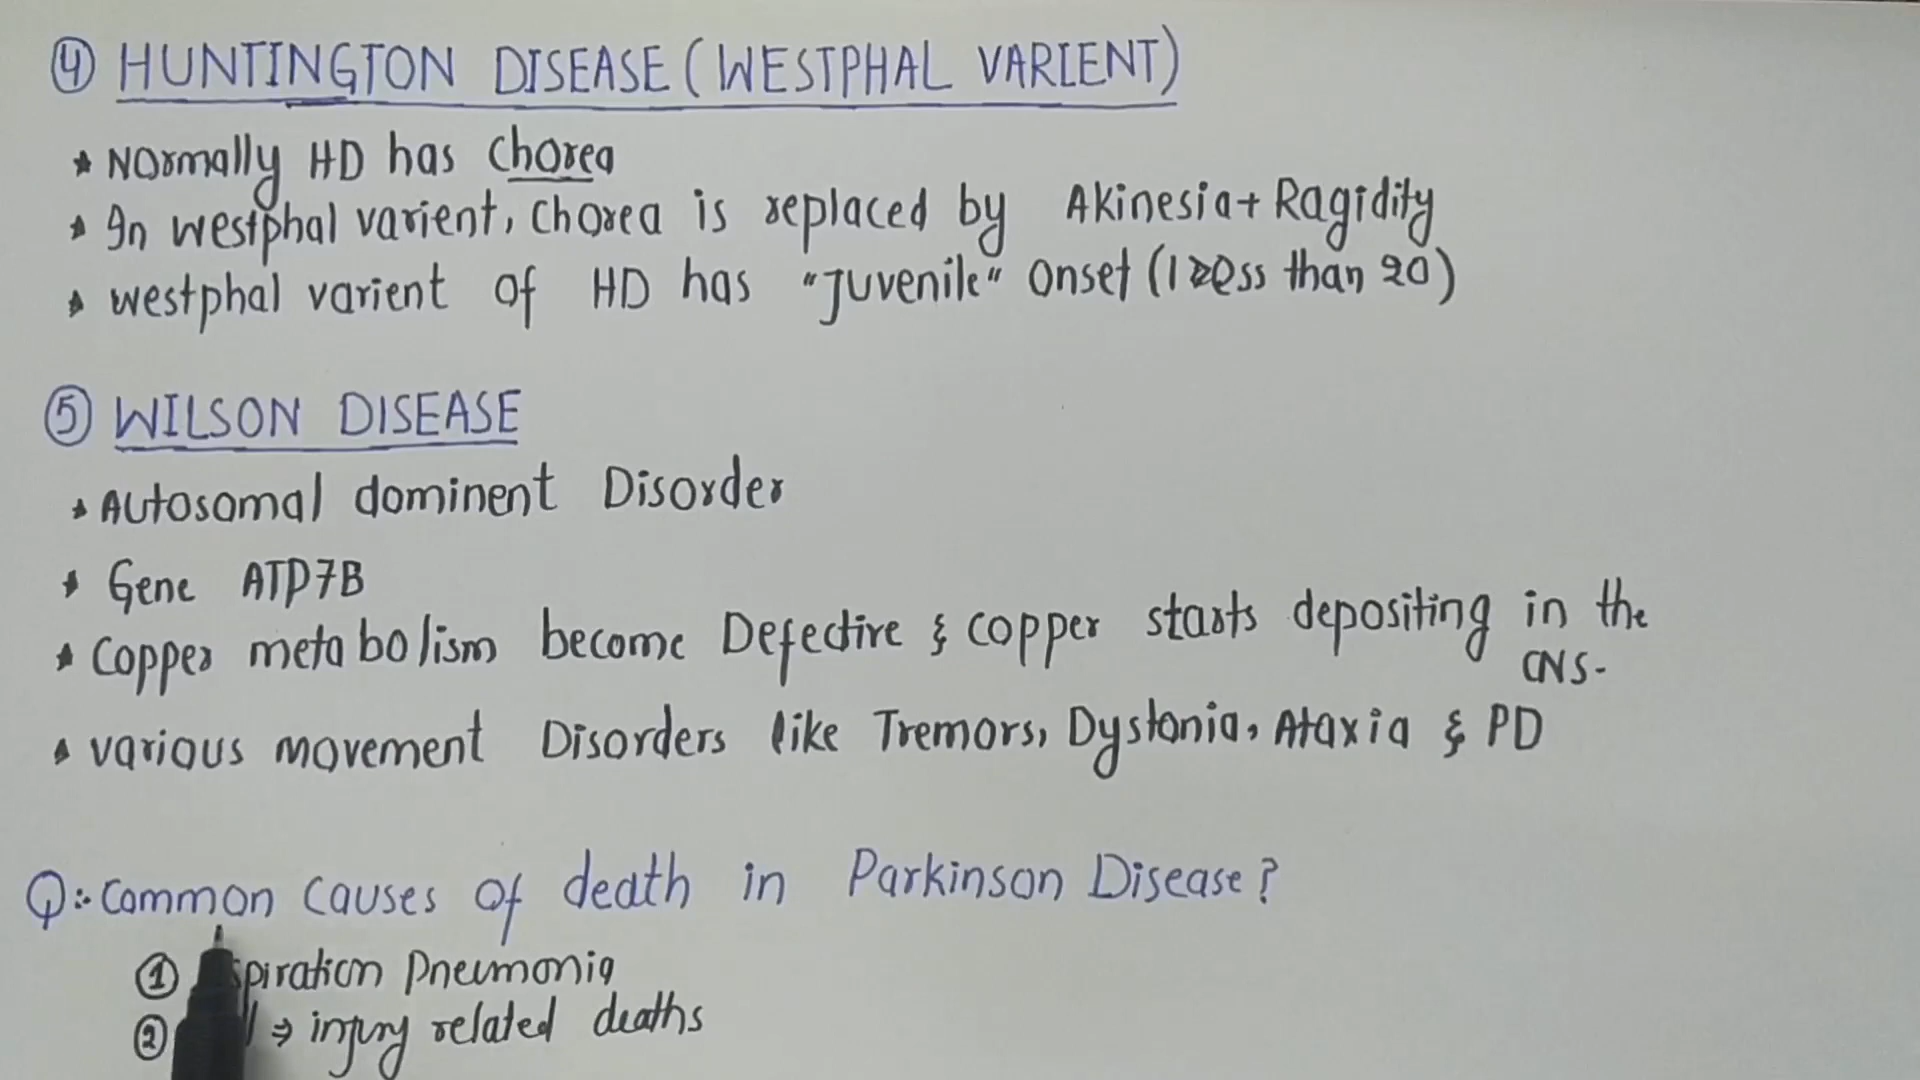 ④ HUNTINGTON DISEASE (WESTPHAL VARIENT)
* Normally HD has chorea
* In westphal varient, chorea is replaced by Akinesia + Ragidity
* westphal varient of HD has "Juvenile" onset (less than 20)
⑤ WILSON DISEASE
* Autosomal dominent Disorder
* Gene ATP7B
* Copper metabolism become Defective & copper starts depositing in the
CNS.
* various movement Disorders like Tremors, Dystonia, Ataxia & PD
Q:- Common causes of death in Parkinson Disease?
① spiration Pneumonia
② ⇒ injury related deaths